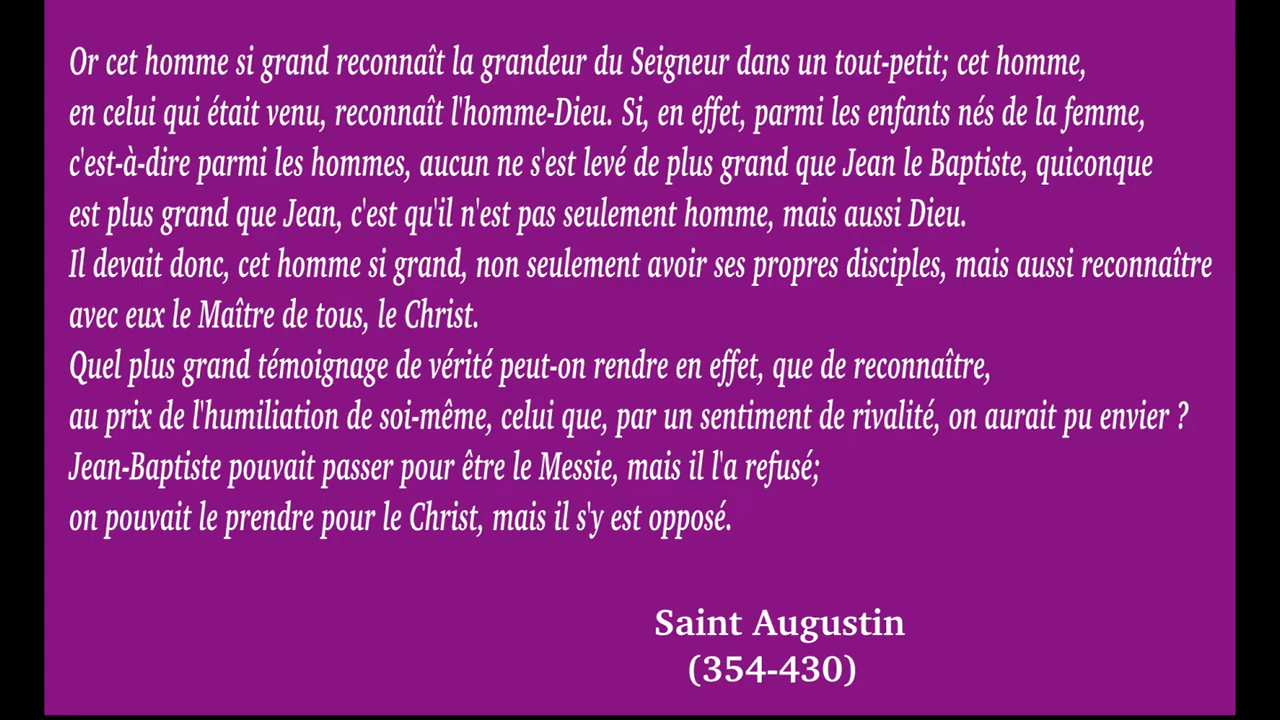 Or cet homme si grand reconnaît la grandeur du Seigneur dans un tout-petit; cet homme,
en celui qui était venu, reconnaît l'homme-Dieu. Si, en effet, parmi les enfants nés de la femme,
c'est-à-dire parmi les hommes, aucun ne s'est levé de plus grand que Jean le Baptiste, quiconque
est plus grand que Jean, c'est qu'il n'est pas seulement homme, mais aussi Dieu.
Il devait donc, cet homme si grand, non seulement avoir ses propres disciples, mais aussi reconnaître
avec eux le Maître de tous, le Christ.
Quel plus grand témoignage de vérité peut-on rendre en effet, que de reconnaître,
au prix de l'humiliation de soi-même, celui que, par un sentiment de rivalité, on aurait pu envier ?
Jean-Baptiste pouvait passer pour être le Messie, mais il l'a refusé;
on pouvait le prendre pour le Christ, mais il s'y est opposé.
Saint Augustin
(354-430)